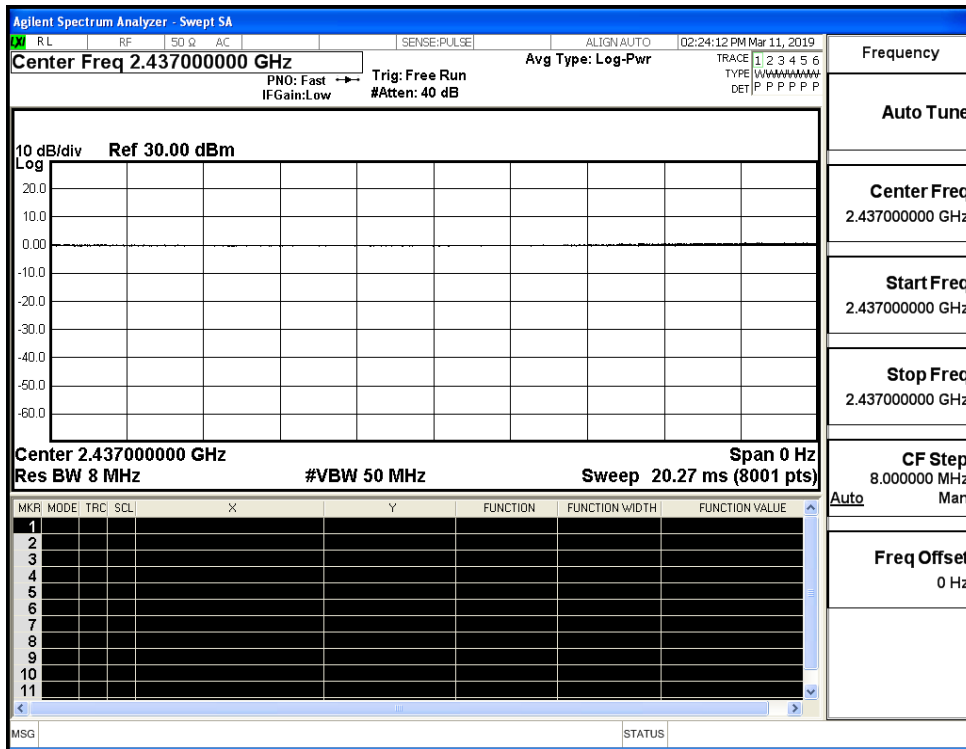 Agilent Spectrum Analyzer - Swept SA
LXI RL RF 50 Ω AC SENSE:PULSE ALIGN AUTO 02:24:12 PM Mar 11, 2019
Center Freq 2.437000000 GHz
Avg Type: Log-Pwr
TRACE 1 2 3 4 5 6
PNO: Fast Trig: Free Run
TYPE WWWWWW
IFGain:Low #Atten: 40 dB
DET P P P P P P
10 dB/div Ref 30.00 dBm
Log
20.0
10.0
0.00
-10.0
-20.0
-30.0
-40.0
-50.0
-60.0
Center 2.437000000 GHz Span 0 Hz
Res BW 8 MHz #VBW 50 MHz Sweep 20.27 ms (8001 pts)
MKR MODE TRC SCL X Y FUNCTION FUNCTION WIDTH FUNCTION VALUE
1
2
3
4
5
6
7
8
9
10
11
MSG STATUS
Frequency
Auto Tune
Center Freq
2.437000000 GHz
Start Freq
2.437000000 GHz
Stop Freq
2.437000000 GHz
CF Step
8.000000 MHz
Auto Man
Freq Offset
0 Hz